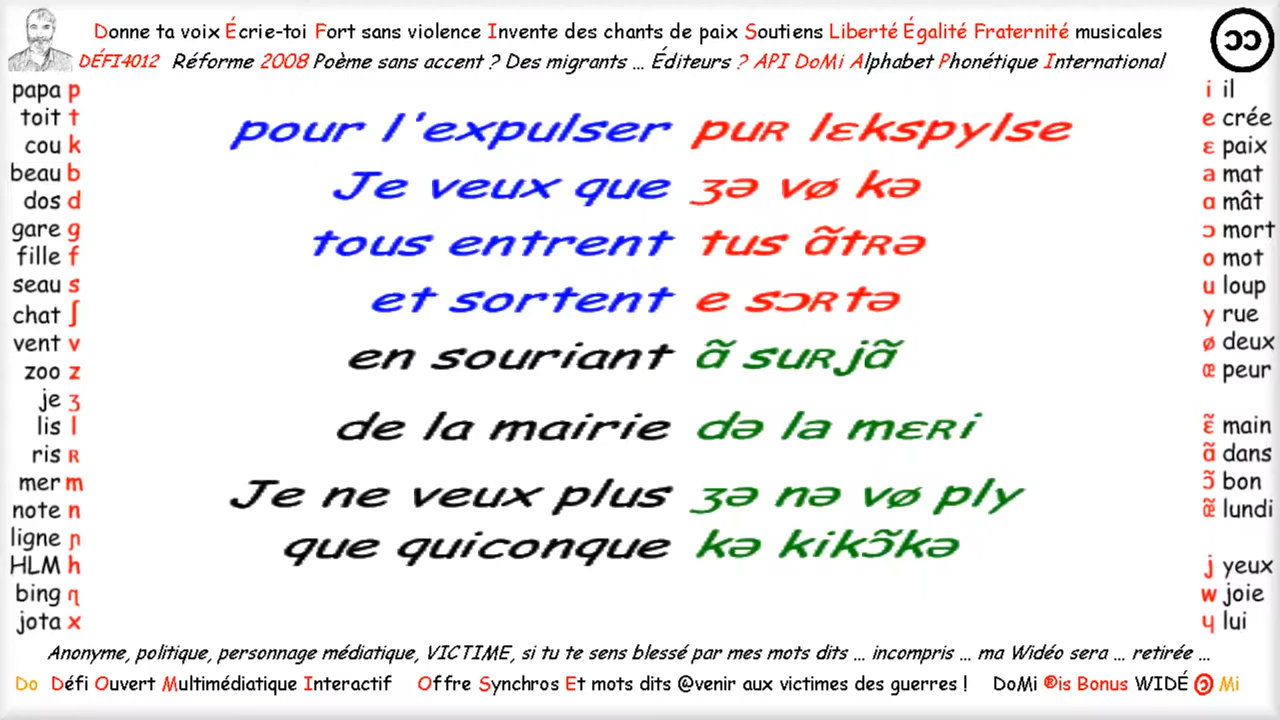 Donne ta voix Écrie-toi Fort sans violence Invente des chants de paix Soutiens Liberté Égalité Fraternité musicales
DÉFI4012 Réforme 2008 Poème sans accent ? Des migrants ... Éditeurs ? API DoMi Alphabet Phonétique International
papa p
toit t
cou k
beau b
dos d
gare g
fille f
seau s
chat ʃ
vent v
zoo z
je ʒ
lis l
ris ʀ
mer m
note n
ligne ɲ
HLM h
bing ɳ
jota x
pour l'expulser puʀ lɛkspylse
Je veux que ʒə vø kə
tous entrent tus ɑ̃tʀə
et sortent e sɔʀtə
en souriant ɑ̃ suʀjɑ̃
de la mairie də la mɛʀi
Je ne veux plus ʒə nə vø ply
que quiconque kə kikɔ̃kə
i il
e crée
ɛ paix
a mat
ɑ mât
ɔ mort
o mot
u loup
y rue
ø deux
œ peur
ɛ̃ main
ɑ̃ dans
ɔ̃ bon
œ̃ lundi
j yeux
w joie
ɥ lui
Anonyme, politique, personnage médiatique, VICTIME, si tu te sens blessé par mes mots dits ... incompris ... ma Widéo sera ... retirée ...
Do Défi Ouvert Multimédiatique Interactif Offre Synchros Et mots dits @venir aux victimes des guerres ! DoMi ®is Bonus WIDÉ Mi